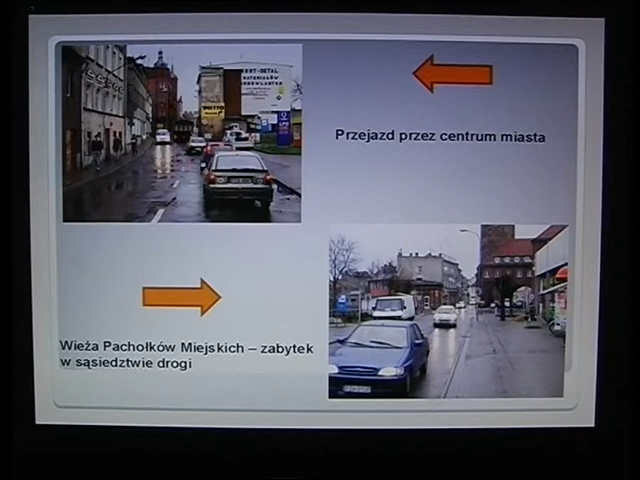 Przejazd przez centrum miasta
Wieża Pachołków Miejskich – zabytek
w sąsiedztwie drogi